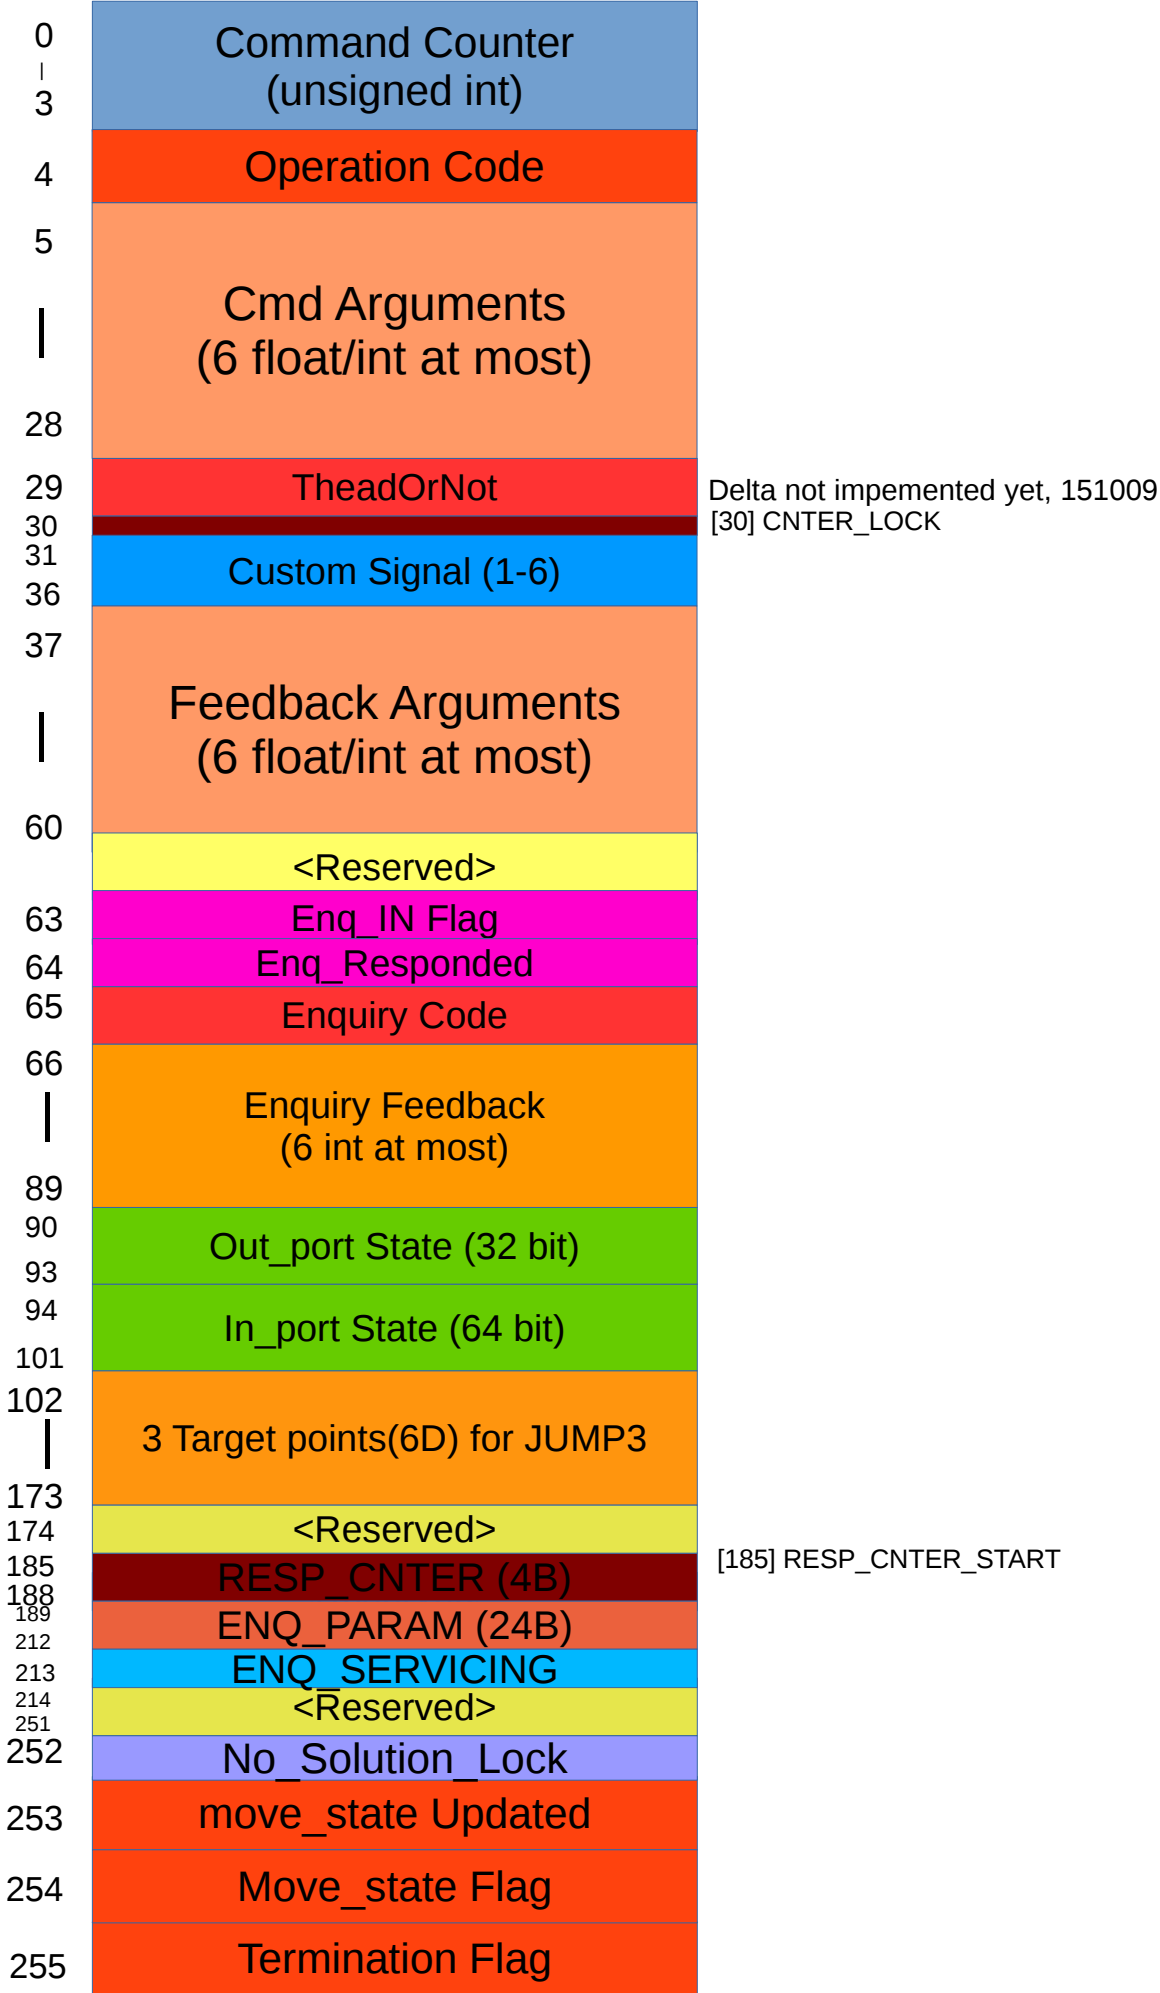 0
Command Counter
(unsigned int)
3
4
Operation Code
5
Cmd Arguments
(6 float/int at most)
28
29
TheadOrNot
Delta not impemented yet, 151009
30
[30] CNTER_LOCK
31
Custom Signal (1-6)
36
37
Feedback Arguments
(6 float/int at most)
60
<Reserved>
63
Enq_IN Flag
64
Enq_Responded
65
Enquiry Code
66
Enquiry Feedback
(6 int at most)
89
90
Out_port State (32 bit)
93
94
In_port State (64 bit)
101
102
3 Target points(6D) for JUMP3
173
174
<Reserved>
185
RESP_CNTER (4B)
[185] RESP_CNTER_START
188
189
ENQ_PARAM (24B)
212
213
ENQ_SERVICING
214
<Reserved>
251
252
No_Solution_Lock
253
move_state Updated
254
Move_state Flag
255
Termination Flag